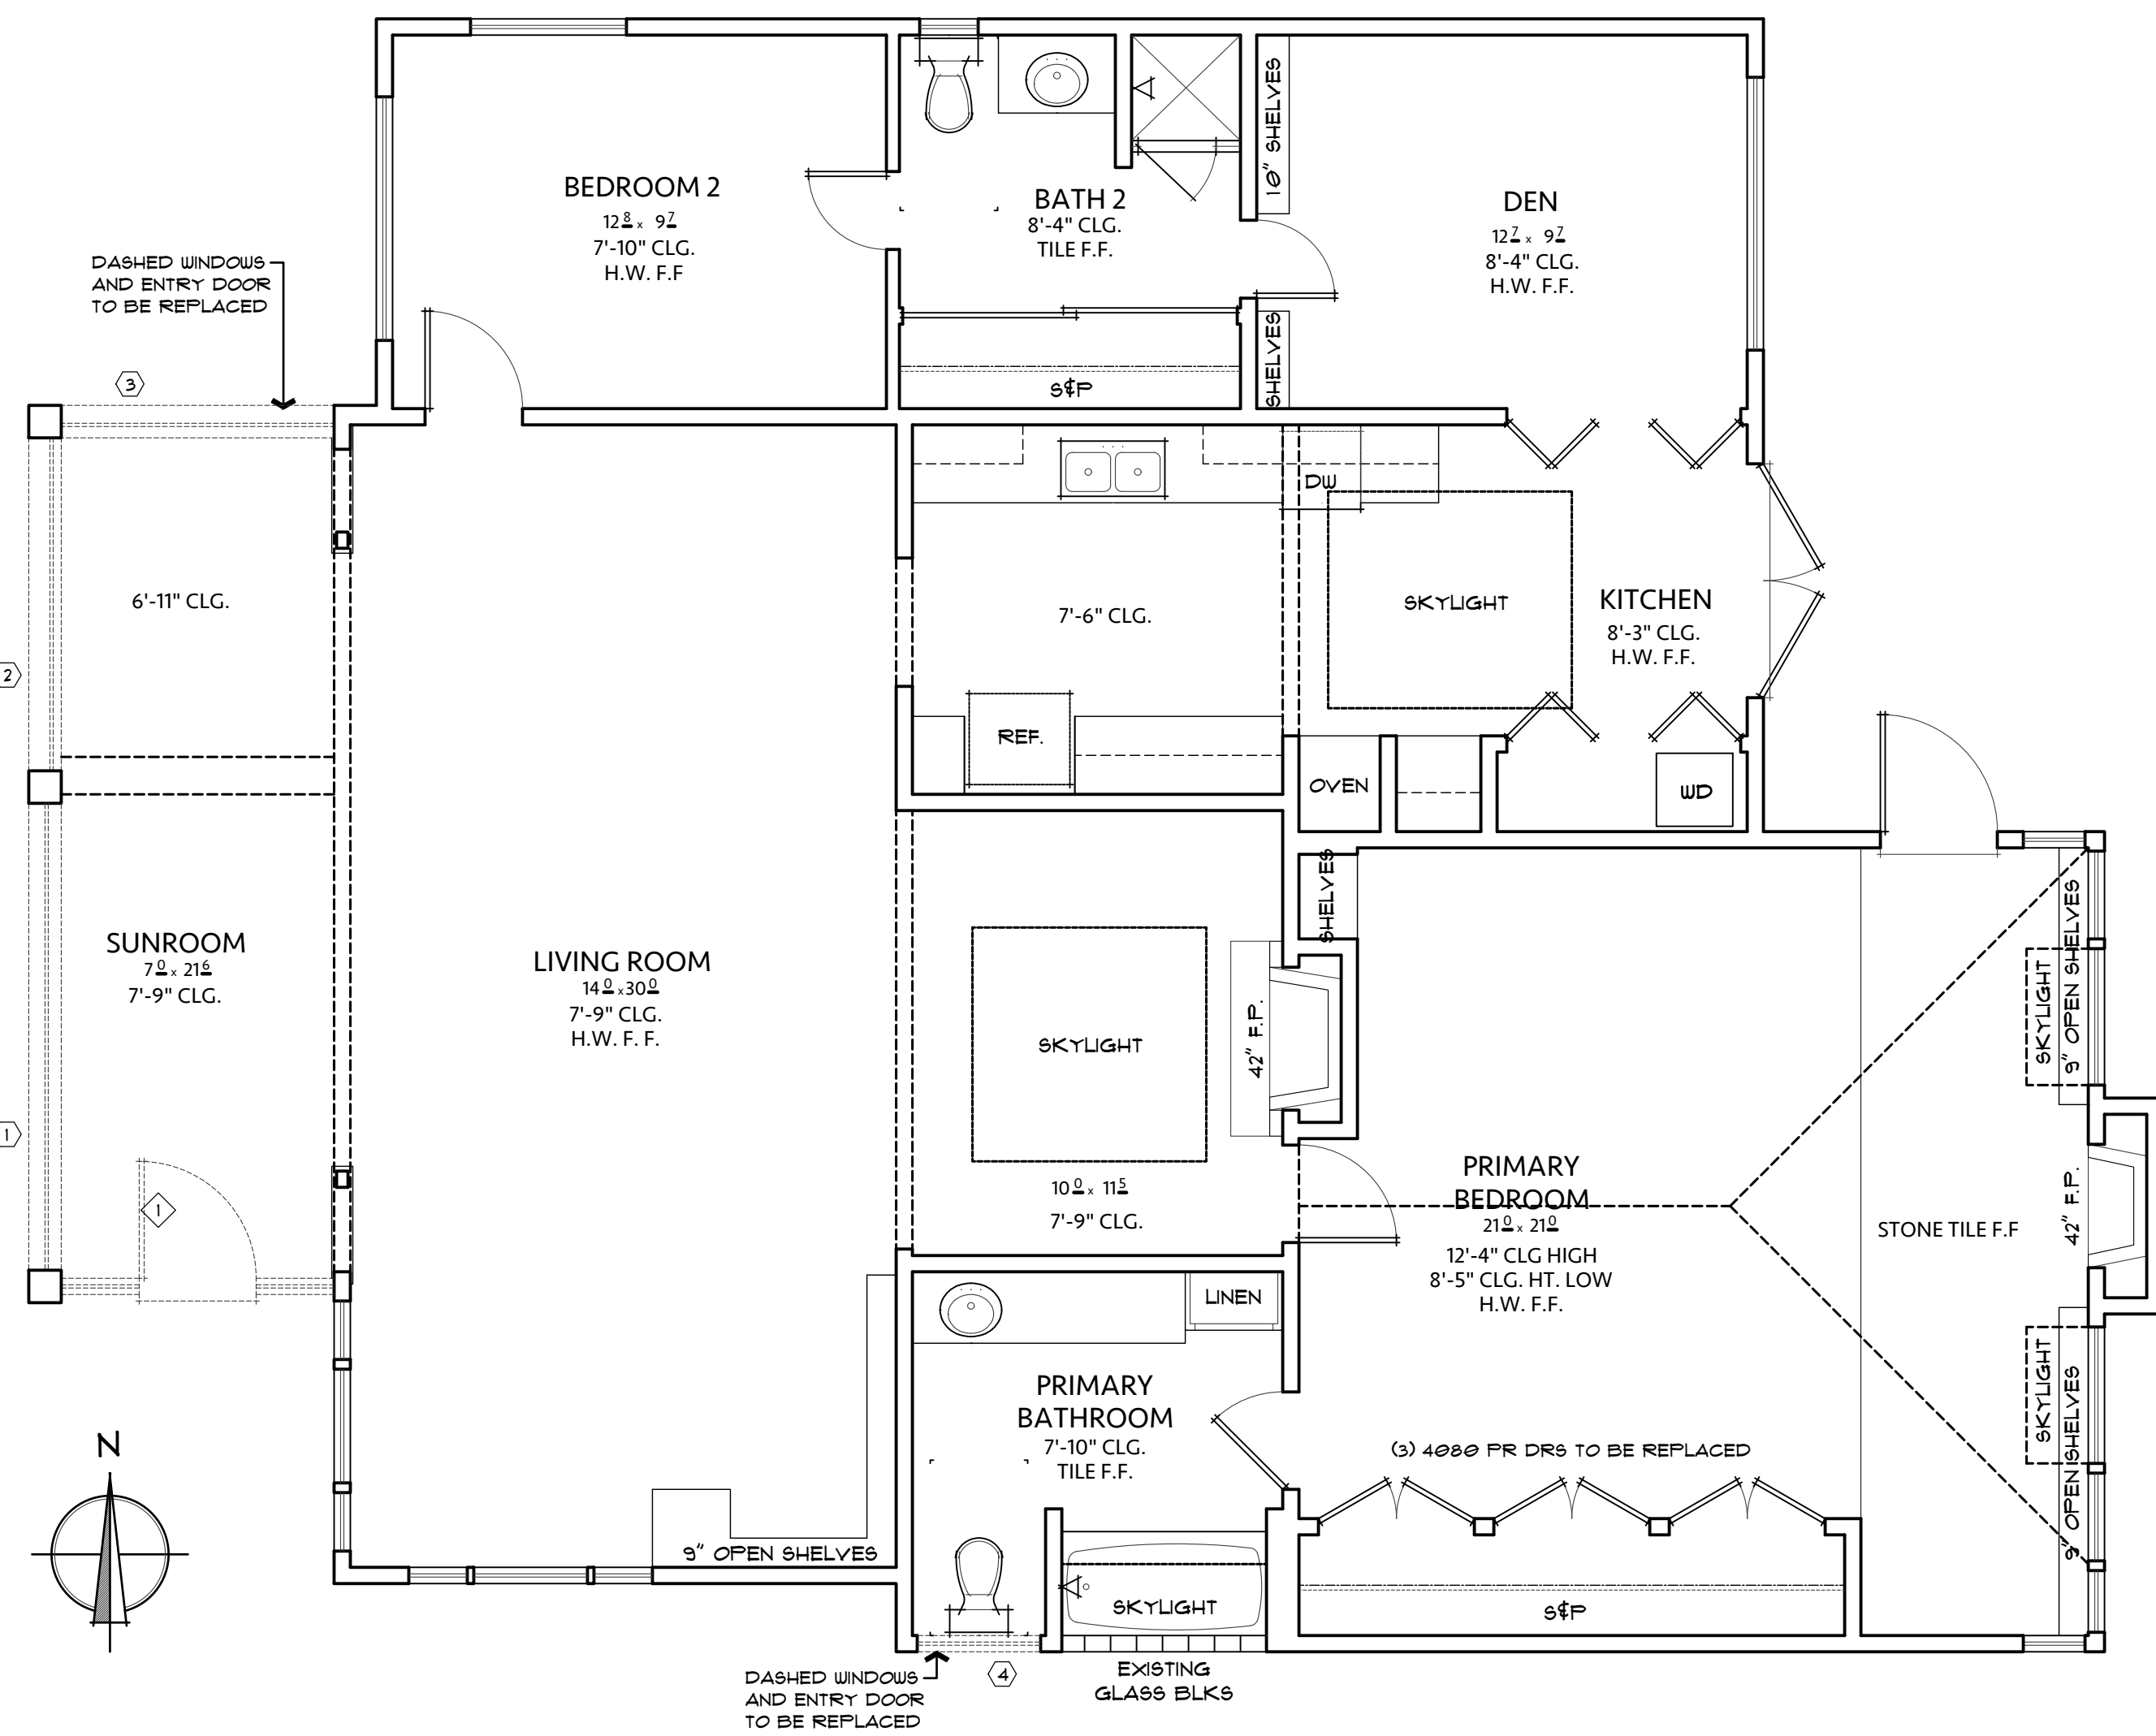 BEDROOM 2
12 8 x 9 7
7'-10" CLG.
H.W. F.F
BATH 2
8'-4" CLG.
TILE F.F.
S&P
10" SHELVES
SHELVES
DEN
12 7 x 9 7
8'-4" CLG.
H.W. F.F.
DASHED WINDOWS
AND ENTRY DOOR
TO BE REPLACED
3
2
1
1
6'-11" CLG.
SUNROOM
7 0 x 21 6
7'-9" CLG.
LIVING ROOM
14 0 x 30 0
7'-9" CLG.
H.W. F. F.
9" OPEN SHELVES
DW
7'-6" CLG.
REF.
SKYLIGHT
KITCHEN
8'-3" CLG.
H.W. F.F.
OVEN
WD
SKYLIGHT
42" F.P.
10 0 x 11 5
7'-9" CLG.
SHELVES
PRIMARY
BEDROOM
21 0 x 21 0
12'-4" CLG HIGH
8'-5" CLG. HT. LOW
H.W. F.F.
STONE TILE F.F
SKYLIGHT
9" OPEN SHELVES
42" F.P.
SKYLIGHT
9" OPEN SHELVES
LINEN
PRIMARY
BATHROOM
7'-10" CLG.
TILE F.F.
(3) 4080 PR DRS TO BE REPLACED
S&P
SKYLIGHT
EXISTING
GLASS BLKS
4
DASHED WINDOWS
AND ENTRY DOOR
TO BE REPLACED
N